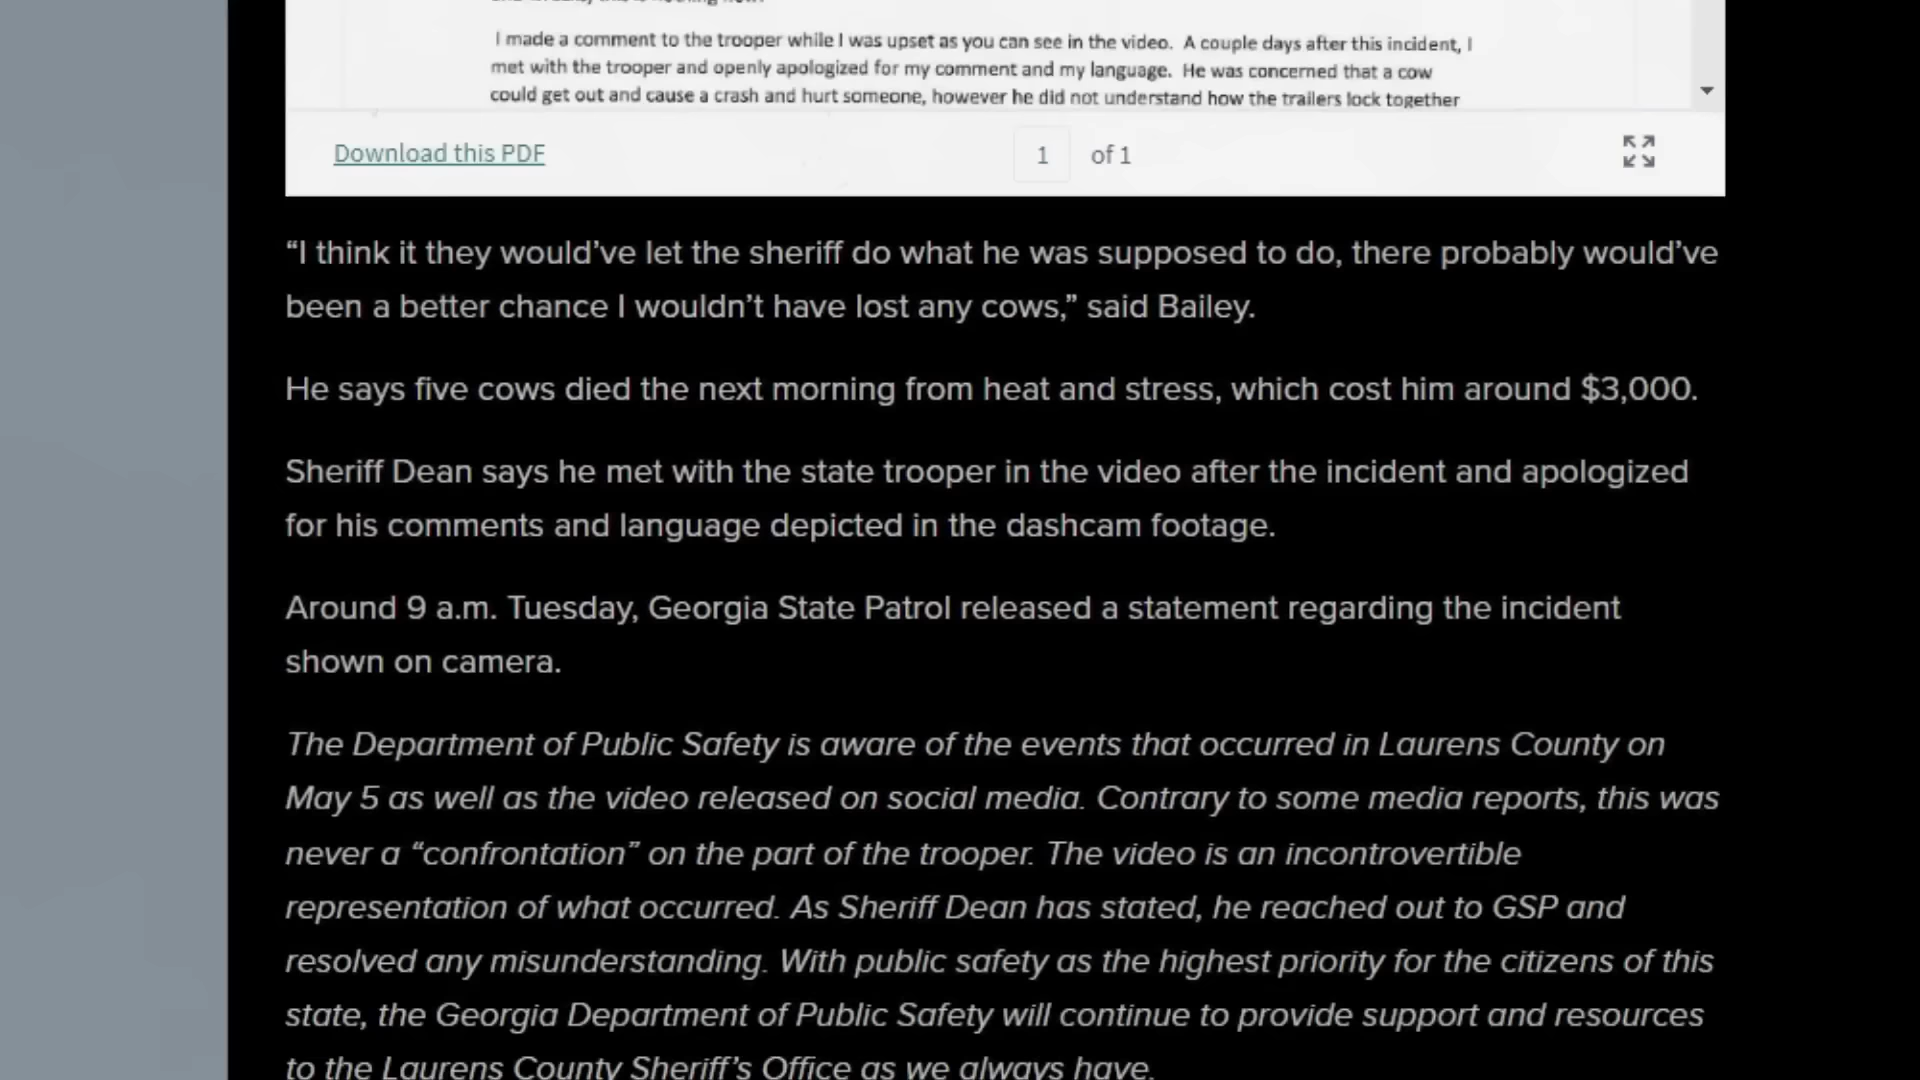 I made a comment to the trooper while I was upset as you can see in the video. A couple days after this incident, I
met with the trooper and openly apologized for my comment and my language. He was concerned that a cow
could get out and cause a crash and hurt someone, however he did not understand how the trailers lock together
Download this PDF
1 of 1
“I think it they would’ve let the sheriff do what he was supposed to do, there probably would’ve
been a better chance I wouldn’t have lost any cows,” said Bailey.
He says five cows died the next morning from heat and stress, which cost him around $3,000.
Sheriff Dean says he met with the state trooper in the video after the incident and apologized
for his comments and language depicted in the dashcam footage.
Around 9 a.m. Tuesday, Georgia State Patrol released a statement regarding the incident
shown on camera.
The Department of Public Safety is aware of the events that occurred in Laurens County on
May 5 as well as the video released on social media. Contrary to some media reports, this was
never a “confrontation” on the part of the trooper. The video is an incontrovertible
representation of what occurred. As Sheriff Dean has stated, he reached out to GSP and
resolved any misunderstanding. With public safety as the highest priority for the citizens of this
state, the Georgia Department of Public Safety will continue to provide support and resources
to the Laurens County Sheriff’s Office as we always have.